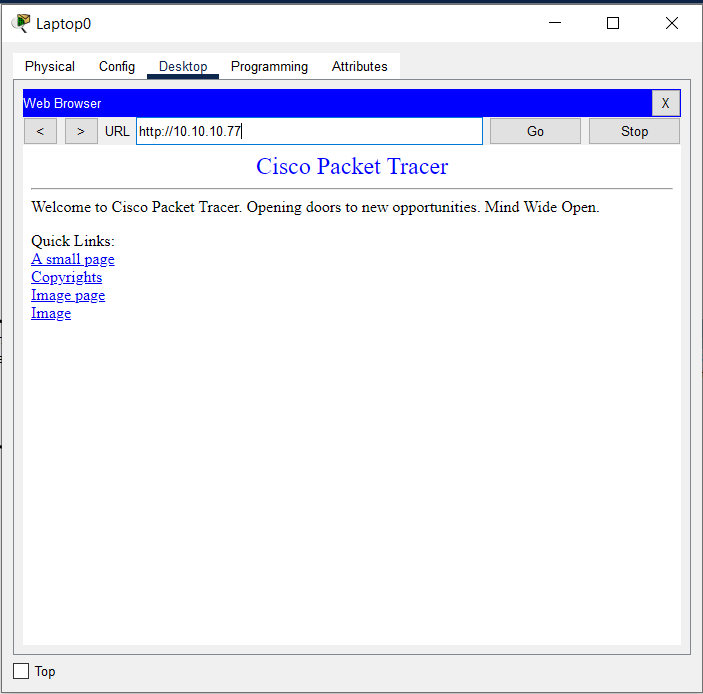 Laptop0
Physical Config Desktop Programming Attributes
Web Browser X
< > URL http://10.10.10.77 Go Stop
Cisco Packet Tracer
Welcome to Cisco Packet Tracer. Opening doors to new opportunities. Mind Wide Open.
Quick Links:
A small page
Copyrights
Image page
Image
Top